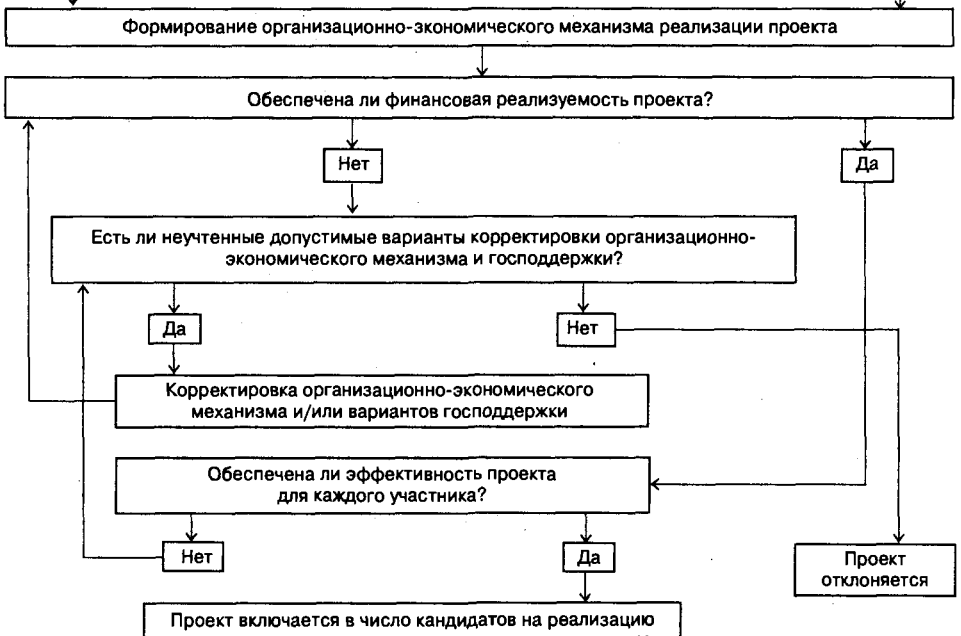 Формирование организационно-экономического механизма реализации проекта
Обеспечена ли финансовая реализуемость проекта?
Нет
Да
Есть ли неучтенные допустимые варианты корректировки организационно-
экономического механизма и господдержки?
Да
Нет
Корректировка организационно-экономического
механизма и/или вариантов господдержки
Обеспечена ли эффективность проекта
для каждого участника?
Нет
Да
Проект
отклоняется
Проект включается в число кандидатов на реализацию